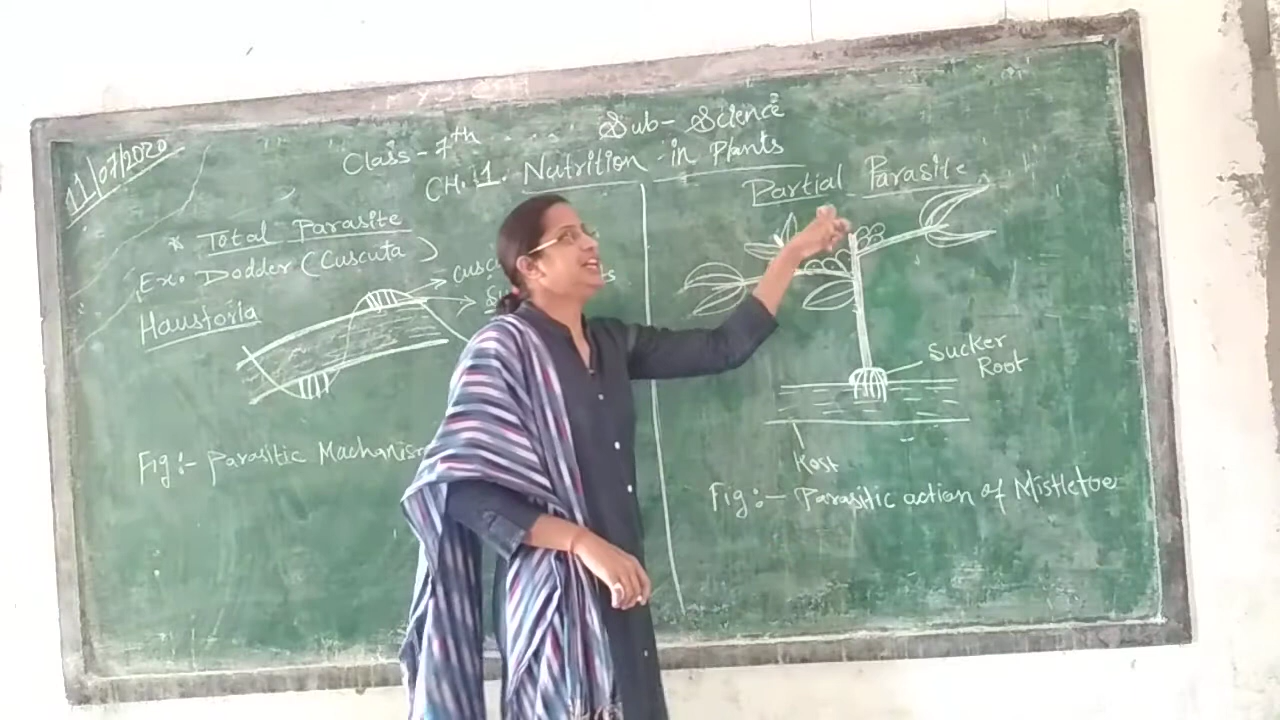 11/07/2020
Class-7th Sub- Science
CH. 1. Nutrition in Plants
* Total Parasite
Ex. Dodder (Cuscuta)
Haustoria
Fig:- Parasitic Machanism
Partial Parasite
Sucker
Root
Host
Fig:- Parasitic action of Mistletoe